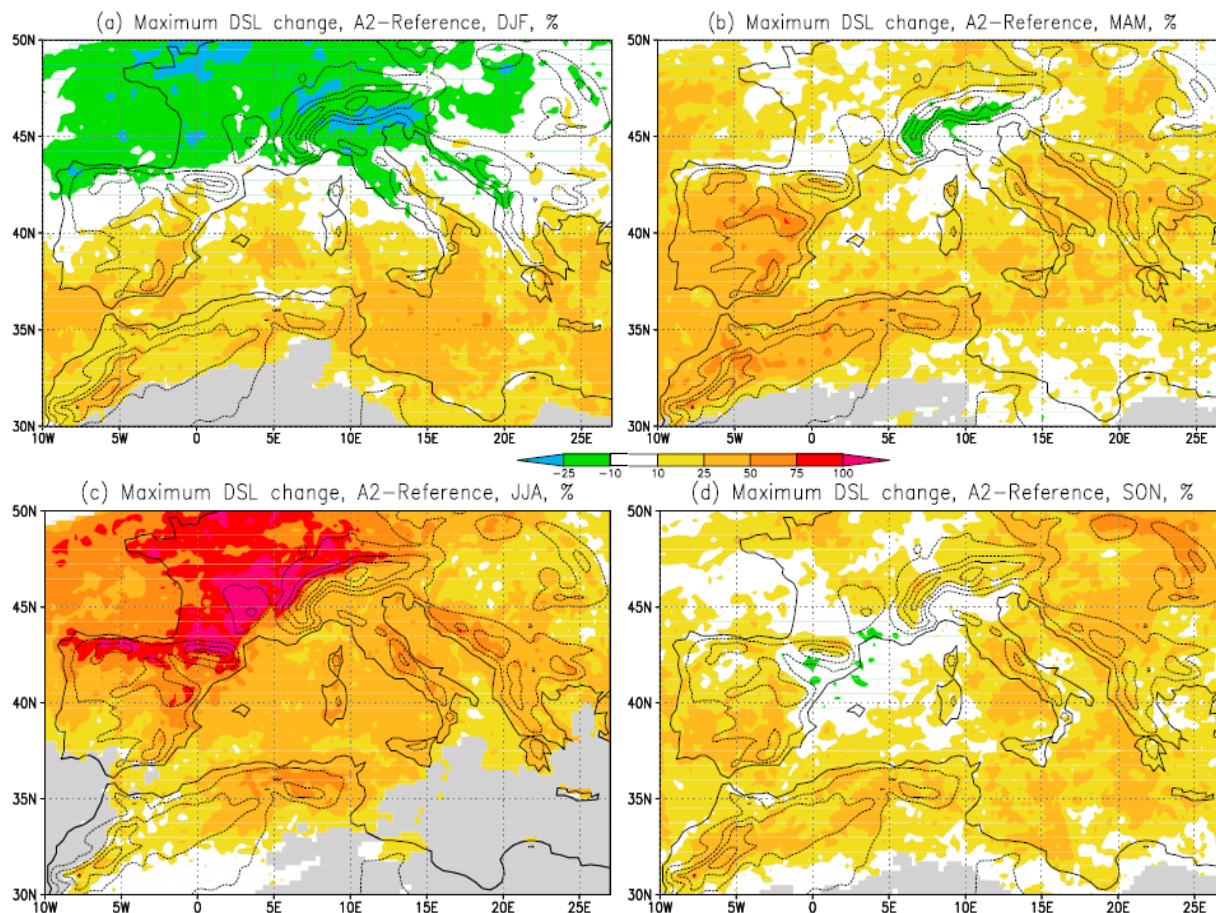 (a) Maximum DSL change, A2-Reference, DJF, %
(b) Maximum DSL change, A2-Reference, MAM, %
50N 50N
45N 45N
40N 40N
35N 35N
30N 30N
10W 5W 0 5E 10E 15E 20E 25E 10W 5W 0 5E 10E 15E 20E 25E
-25 -10 10 25 50 75 100
(c) Maximum DSL change, A2-Reference, JJA, %
(d) Maximum DSL change, A2-Reference, SON, %
50N 50N
45N 45N
40N 40N
35N 35N
30N 30N
10W 5W 0 5E 10E 15E 20E 25E 10W 5W 0 5E 10E 15E 20E 25E